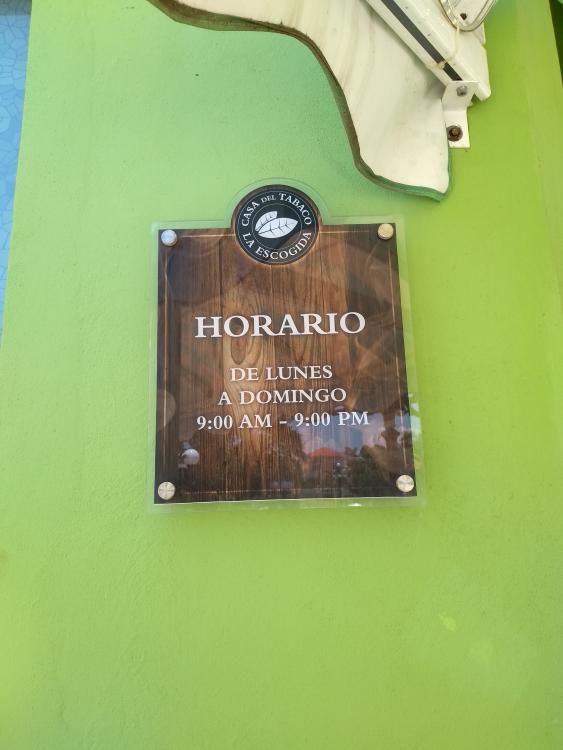 CASA DEL TABACO
LA ESCOGIDA
HORARIO
DE LUNES
A DOMINGO
9:00 AM - 9:00 PM